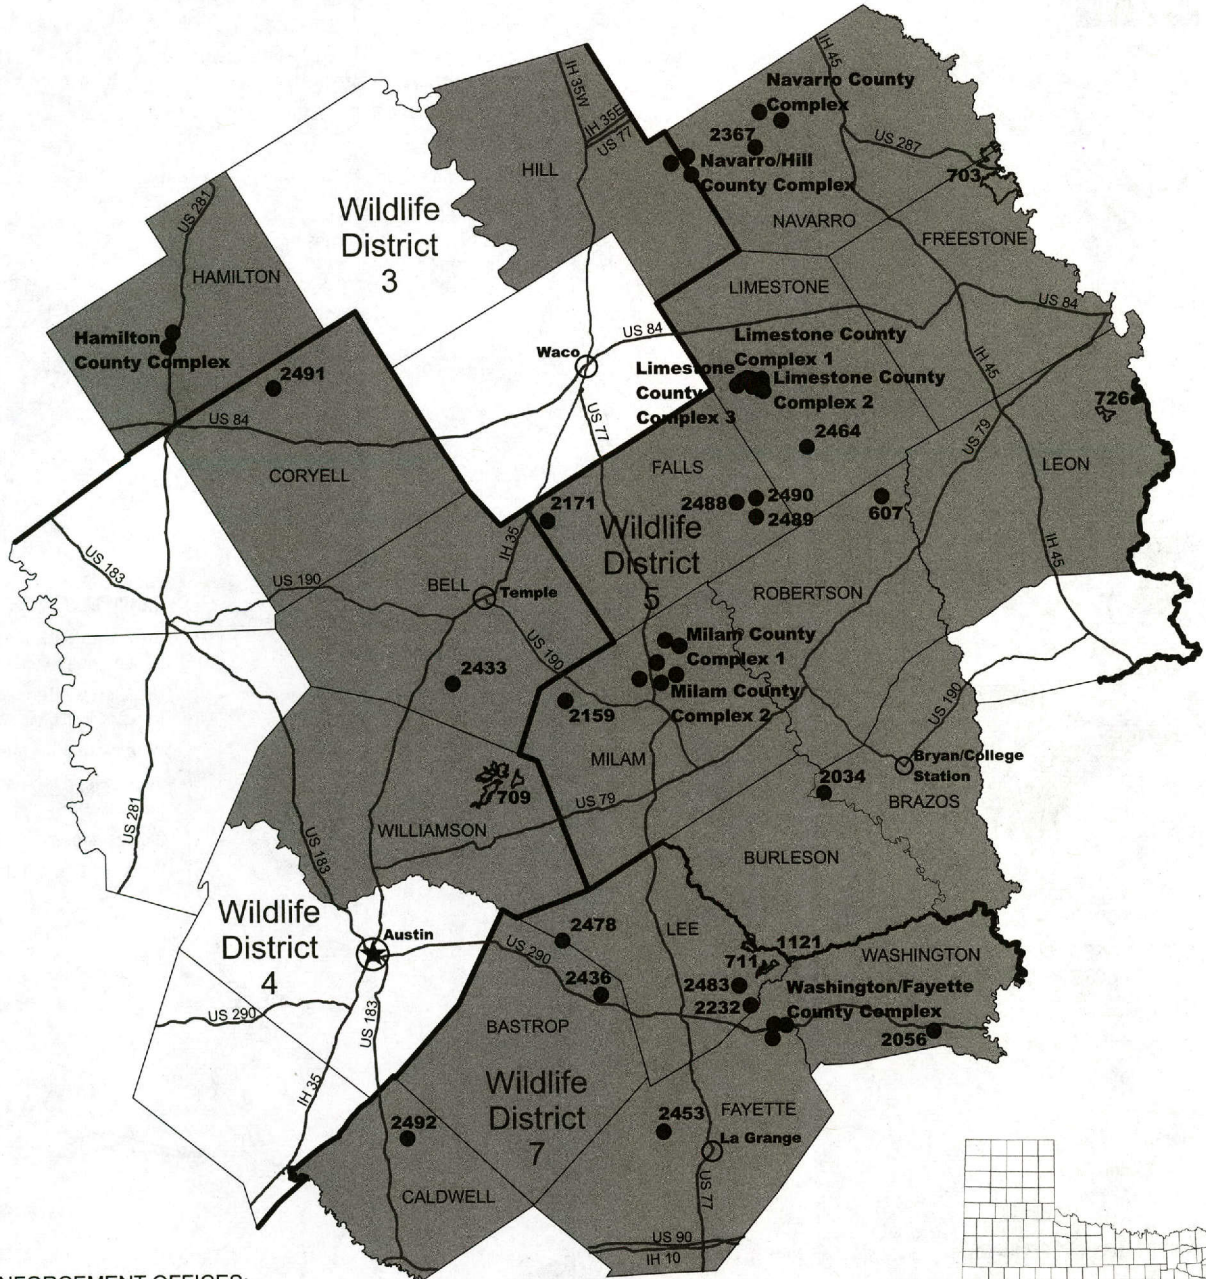 IH 45
Navarro County
Complex
IH 35W
IH 35E
US 77
2367
US 287
HILL
Navarro/Hill
County Complex
703
US 281
Wildlife
District
3
NAVARRO
FREESTONE
HAMILTON
LIMESTONE
US 84
Hamilton
County Complex
US 84
Limestone County
Complex 1
Waco
Limestone
County
Complex 3
Limestone County
Complex 2
IH 45
2491
726
US 77
US 84
2464
US 79
CORYELL
FALLS
LEON
2171
2488
2490
2489
607
Wildlife
District
5
IH 35
US 183
US 190
BELL
Temple
ROBERTSON
IH 45
Milam County
Complex 1
US 190
2433
Milam County
Complex 2
2159
US 190
MILAM
Bryan/College
Station
709
2034
US 79
BRAZOS
US 281
WILLIAMSON
US 183
BURLESON
Wildlife
District
4
Austin
2478
LEE
1121
WASHINGTON
US 290
711
2436
2483
Washington/Fayette
County Complex
2232
US 290
US 183
BASTROP
2056
Wildlife
District
7
IH 35
2492
2453
FAYETTE
La Grange
CALDWELL
US 77
US 90
IH 10